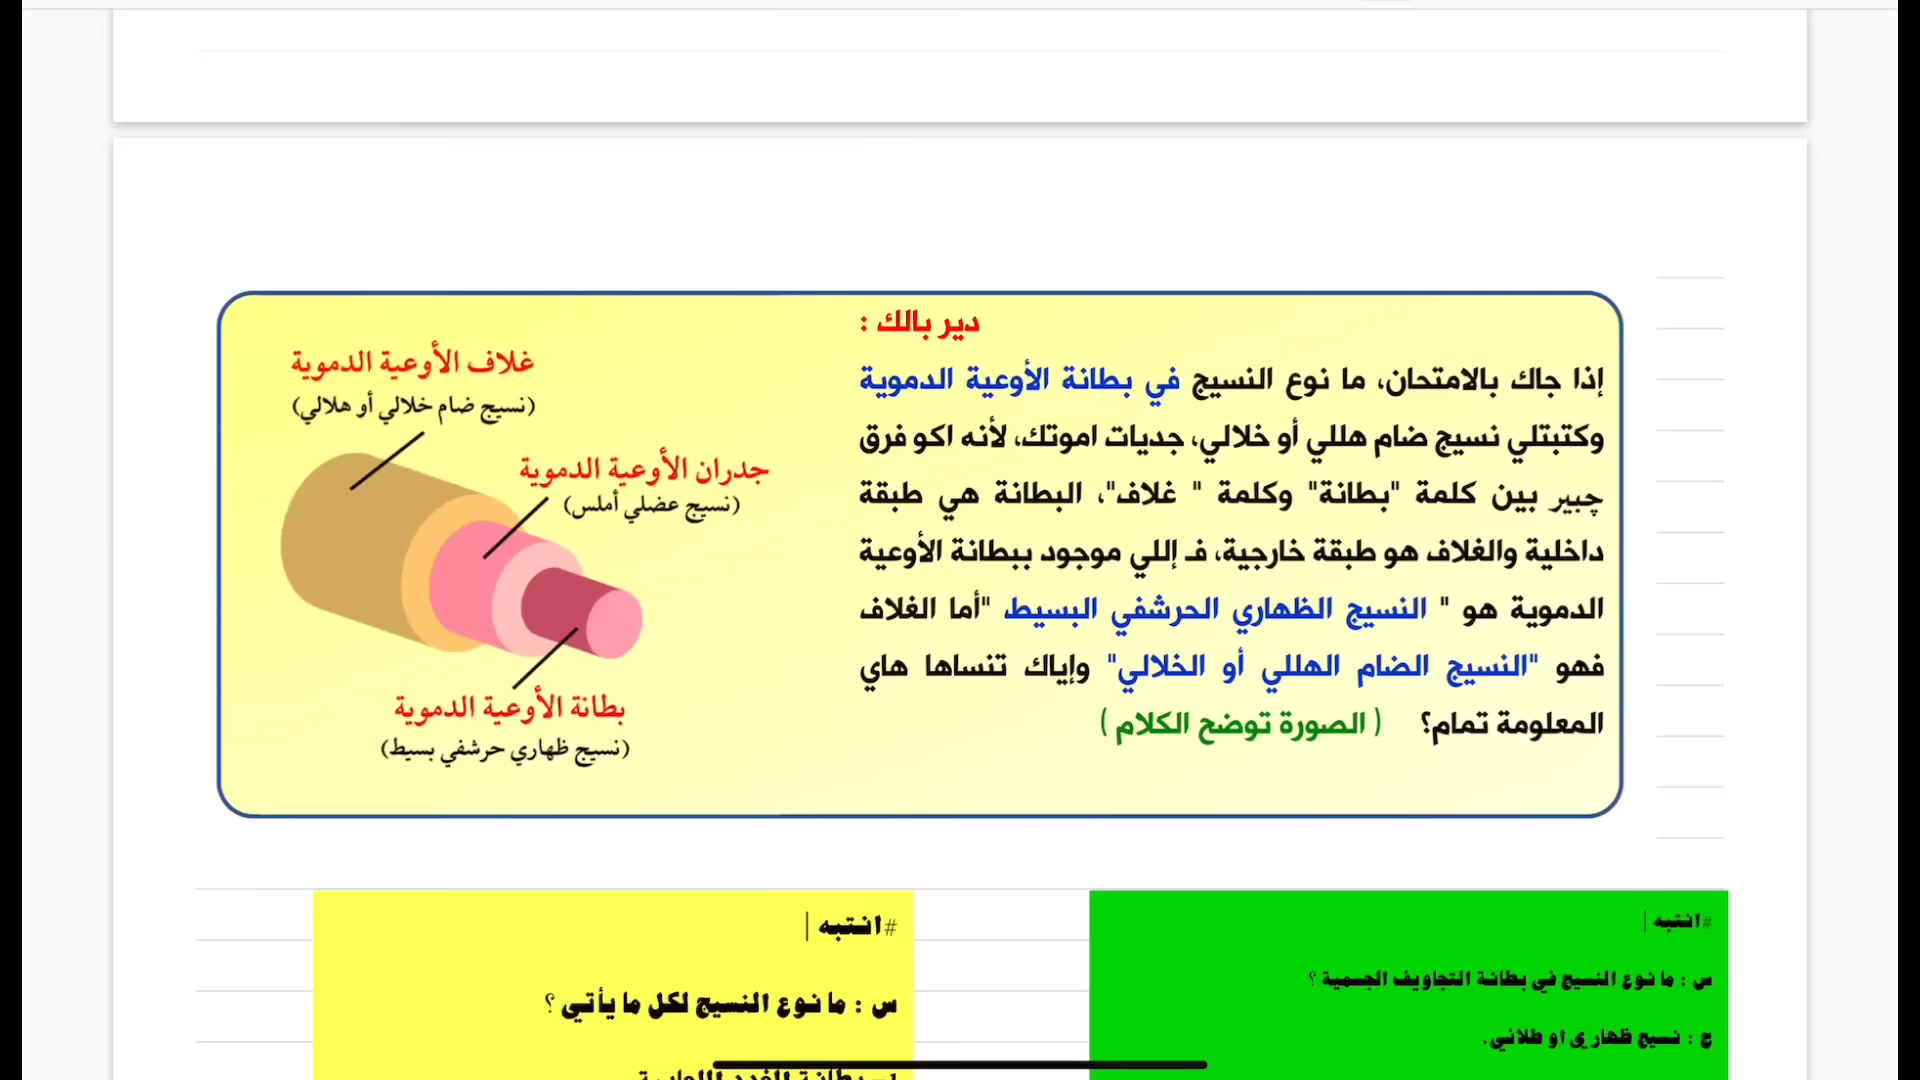 دير بالك :
إذا جاك بالامتحان، ما نوع النسيج في بطانة الأوعية الدموية
وكتبتلي نسيج ضام هللي أو خلالي، جديات اموتك، لأنه اكو فرق
چبير بين كلمة "بطانة" وكلمة " غلاف"، البطانة هي طبقة
داخلية والغلاف هو طبقة خارجية، فـ إللي موجود ببطانة الأوعية
الدموية هو " النسيج الظهاري الحرشفي البسيط "أما الغلاف
فهو "النسيج الضام الهللي أو الخلالي" وإياك تنساها هاي
المعلومة تمام؟ ( الصورة توضح الكلام )
غلاف الأوعية الدموية
(نسيج ضام خلالي أو هلالي)
جدران الأوعية الدموية
(نسيج عضلي أملس)
بطانة الأوعية الدموية
(نسيج ظهاري حرشفي بسيط)
#انتبه |
س : ما نوع النسيج في بطانة التجاويف الجسمية ؟
ج : نسيج ظهاري او طلائي.
#انتبه |
س : ما نوع النسيج لكل ما يأتي ؟
1- بطانة الغدد اللعابية